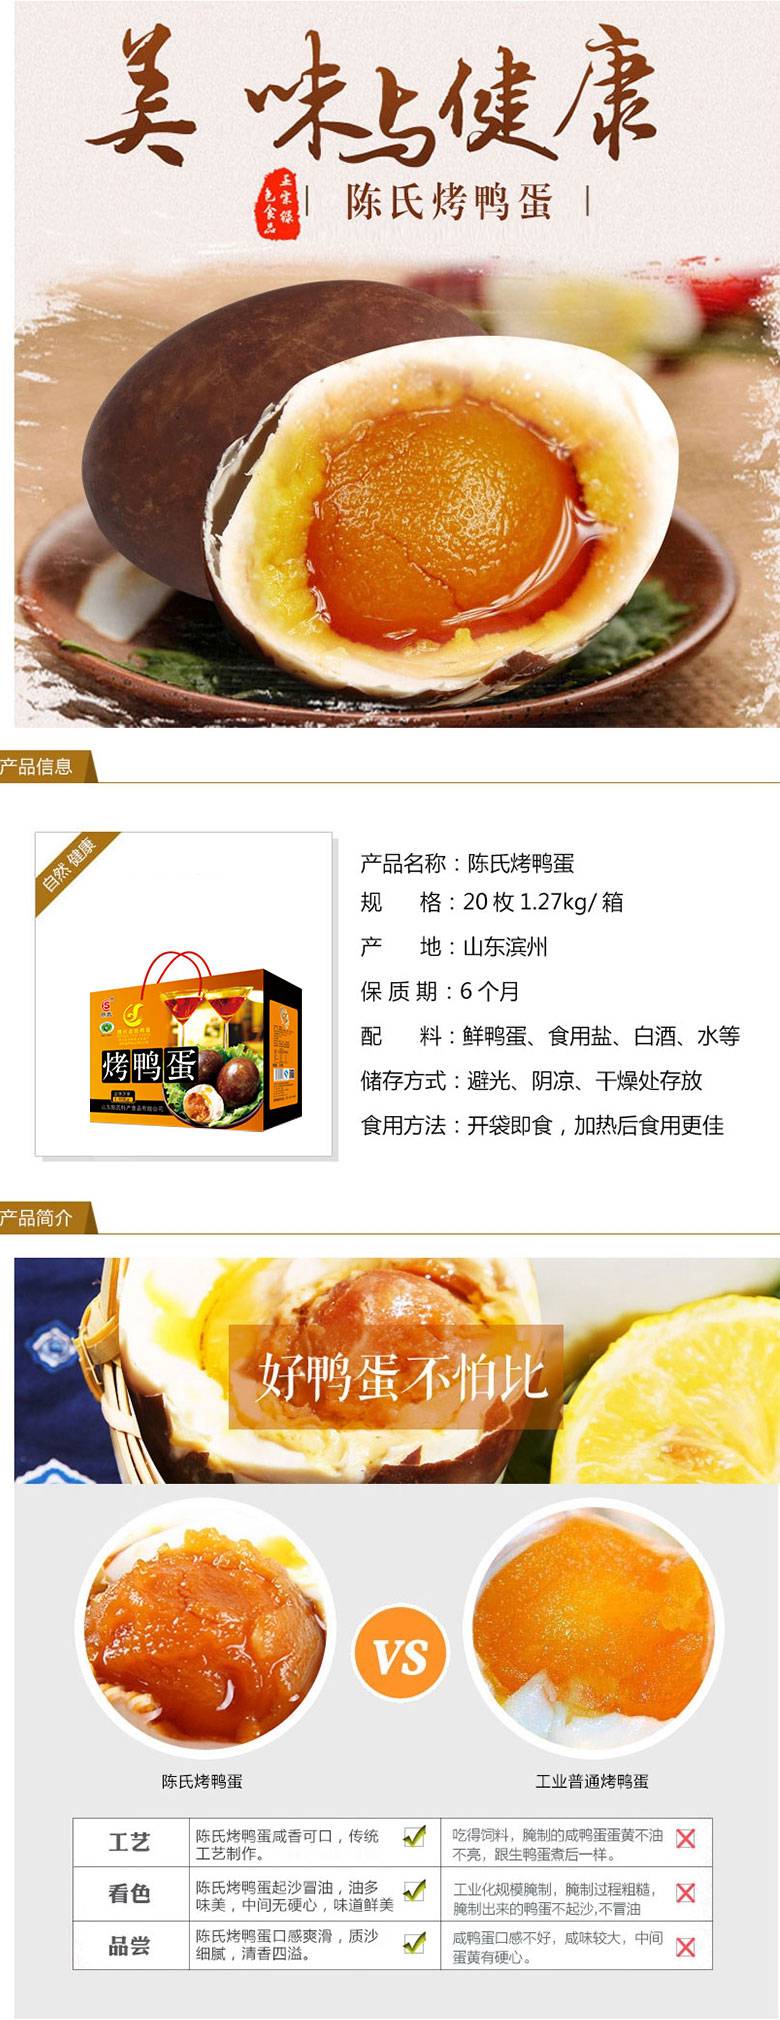 美味与健康
正宗绿
色食品
陈氏烤鸭蛋
产品信息
自然 健康
烤鸭蛋
产品名称：陈氏烤鸭蛋
规 格：20枚1.27kg/箱
产 地：山东滨州
保 质 期：6个月
配 料：鲜鸭蛋、食用盐、白酒、水等
储存方式：避光、阴凉、干燥处存放
食用方法：开袋即食，加热后食用更佳
产品简介
好鸭蛋不怕比
VS
陈氏烤鸭蛋
工业普通烤鸭蛋
工艺
陈氏烤鸭蛋咸香可口，传统
工艺制作。
吃得饲料，腌制的咸鸭蛋蛋黄不油
不亮，跟生鸭蛋煮后一样。
看色
陈氏烤鸭蛋起沙冒油，油多
味美，中间无硬心，味道鲜美
工业化规模腌制，腌制过程粗糙，
腌制出来的鸭蛋不起沙,不冒油
品尝
陈氏烤鸭蛋口感爽滑，质沙
细腻，清香四溢。
咸鸭蛋口感不好，咸味较大，中间
蛋黄有硬心。